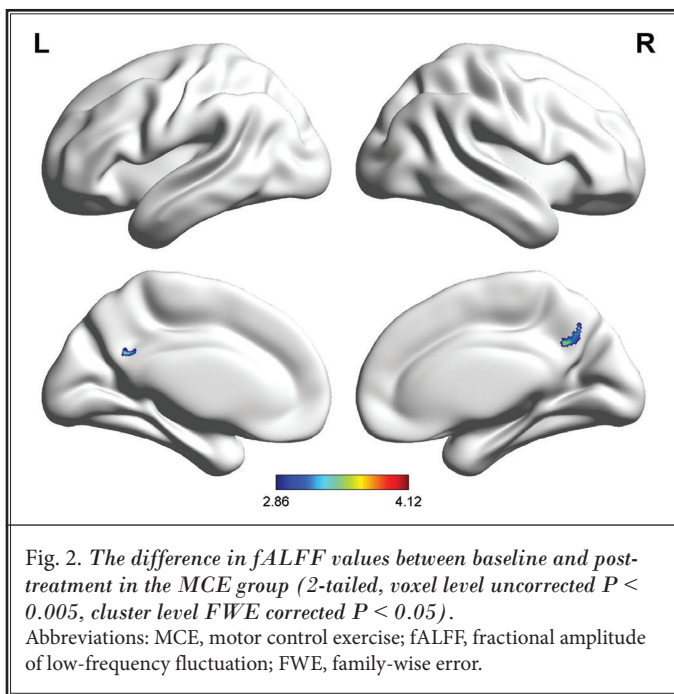 L
R
2.86
4.12
Fig. 2. The difference in fALFF values between baseline and post-
treatment in the MCE group (2-tailed, voxel level uncorrected P <
0.005, cluster level FWE corrected P < 0.05).
Abbreviations: MCE, motor control exercise; fALFF, fractional amplitude
of low-frequency fluctuation; FWE, family-wise error.